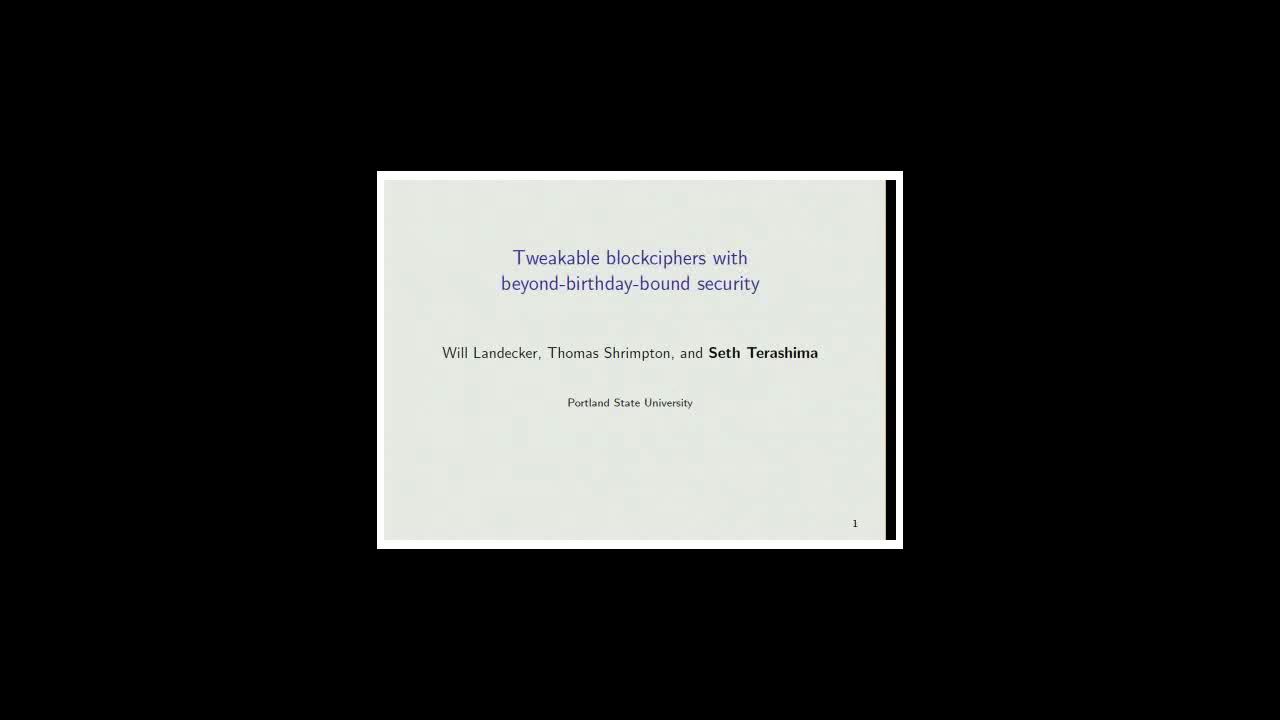 Tweakable blockciphers with
beyond-birthday-bound security
Will Landecker, Thomas Shrimpton, and Seth Terashima
Portland State University
1